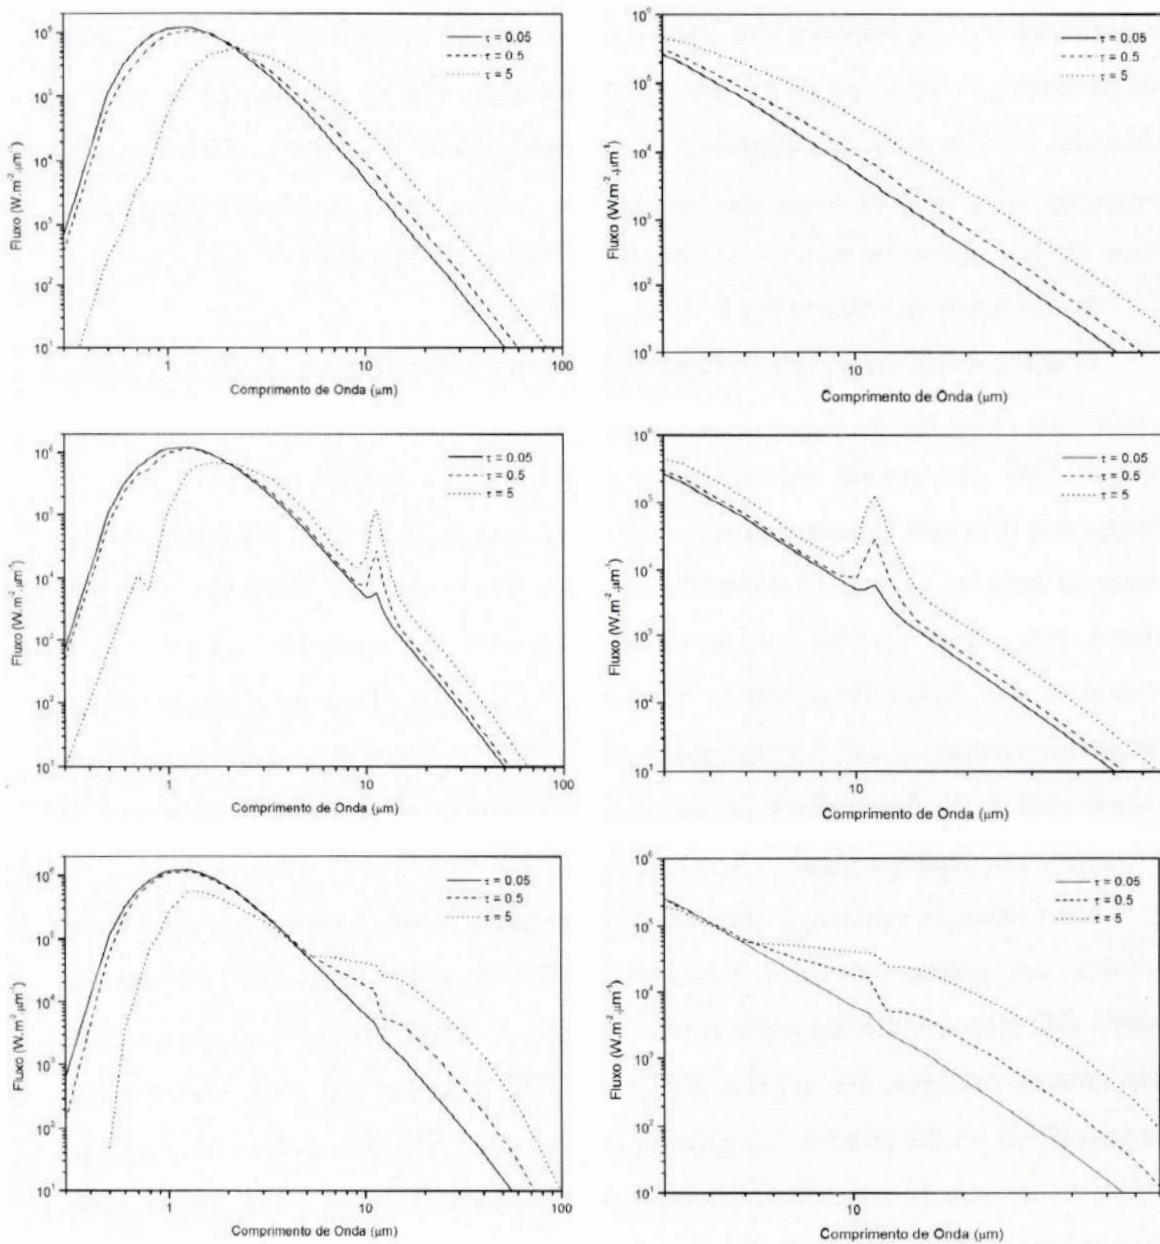 10⁶
10⁵
10⁴
10³
10²
10¹
Fluxo (W.m⁻².μm⁻¹)
τ = 0.05
τ = 0.5
τ = 5
1
10
100
Comprimento de Onda (μm)
10⁶
10⁵
10⁴
10³
10²
10¹
Fluxo (W.m⁻².μm⁻¹)
τ = 0.05
τ = 0.5
τ = 5
10
Comprimento de Onda (μm)
10⁶
10⁵
10⁴
10³
10²
10¹
Fluxo (W.m⁻².μm⁻¹)
τ = 0.05
τ = 0.5
τ = 5
1
10
100
Comprimento de Onda (μm)
10⁶
10⁵
10⁴
10³
10²
10¹
Fluxo (W.m⁻².μm⁻¹)
τ = 0.05
τ = 0.5
τ = 5
10
Comprimento de Onda (μm)
10⁶
10⁵
10⁴
10³
10²
10¹
Fluxo (W.m⁻².μm⁻¹)
τ = 0.05
τ = 0.5
τ = 5
1
10
100
Comprimento de Onda (μm)
10⁶
10⁵
10⁴
10³
10²
10¹
Fluxo (W.m⁻².μm⁻¹)
τ = 0.05
τ = 0.5
τ = 5
10
Comprimento de Onda (μm)